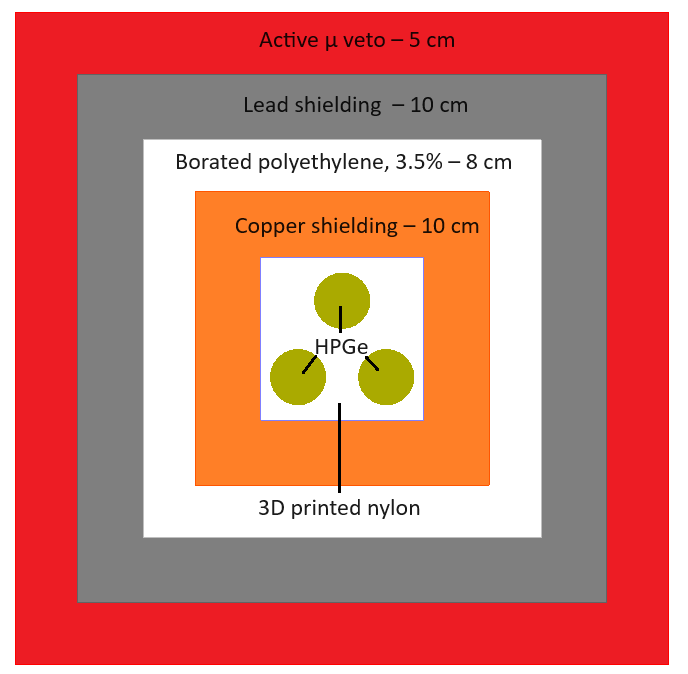 Active μ veto – 5 cm
Lead shielding – 10 cm
Borated polyethylene, 3.5% – 8 cm
Copper shielding – 10 cm
HPGe
3D printed nylon